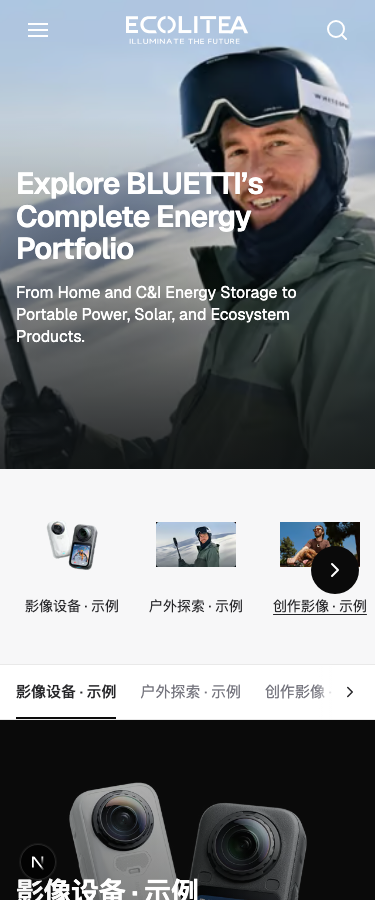 ECOLITEA
ILLUMINATE THE FUTURE
Explore BLUETTI's
Complete Energy
Portfolio
From Home and C&I Energy Storage to
Portable Power, Solar, and Ecosystem
Products.
影像设备 · 示例
户外探索 · 示例
创作影像 · 示例
影像设备 · 示例
户外探索 · 示例
创作影像 ·
N
影像设备 · 示例